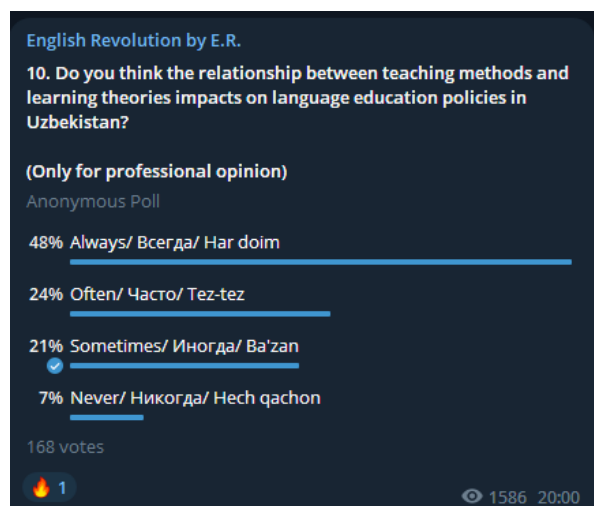 English Revolution by E.R.
10. Do you think the relationship between teaching methods and
learning theories impacts on language education policies in
Uzbekistan?
(Only for professional opinion)
Anonymous Poll
48% Always/ Всегда/ Har doim
24% Often/ Часто/ Tez-tez
21% Sometimes/ Иногда/ Ba'zan
7% Never/ Никогда/ Hech qachon
168 votes
🔥 1
1586 20:00